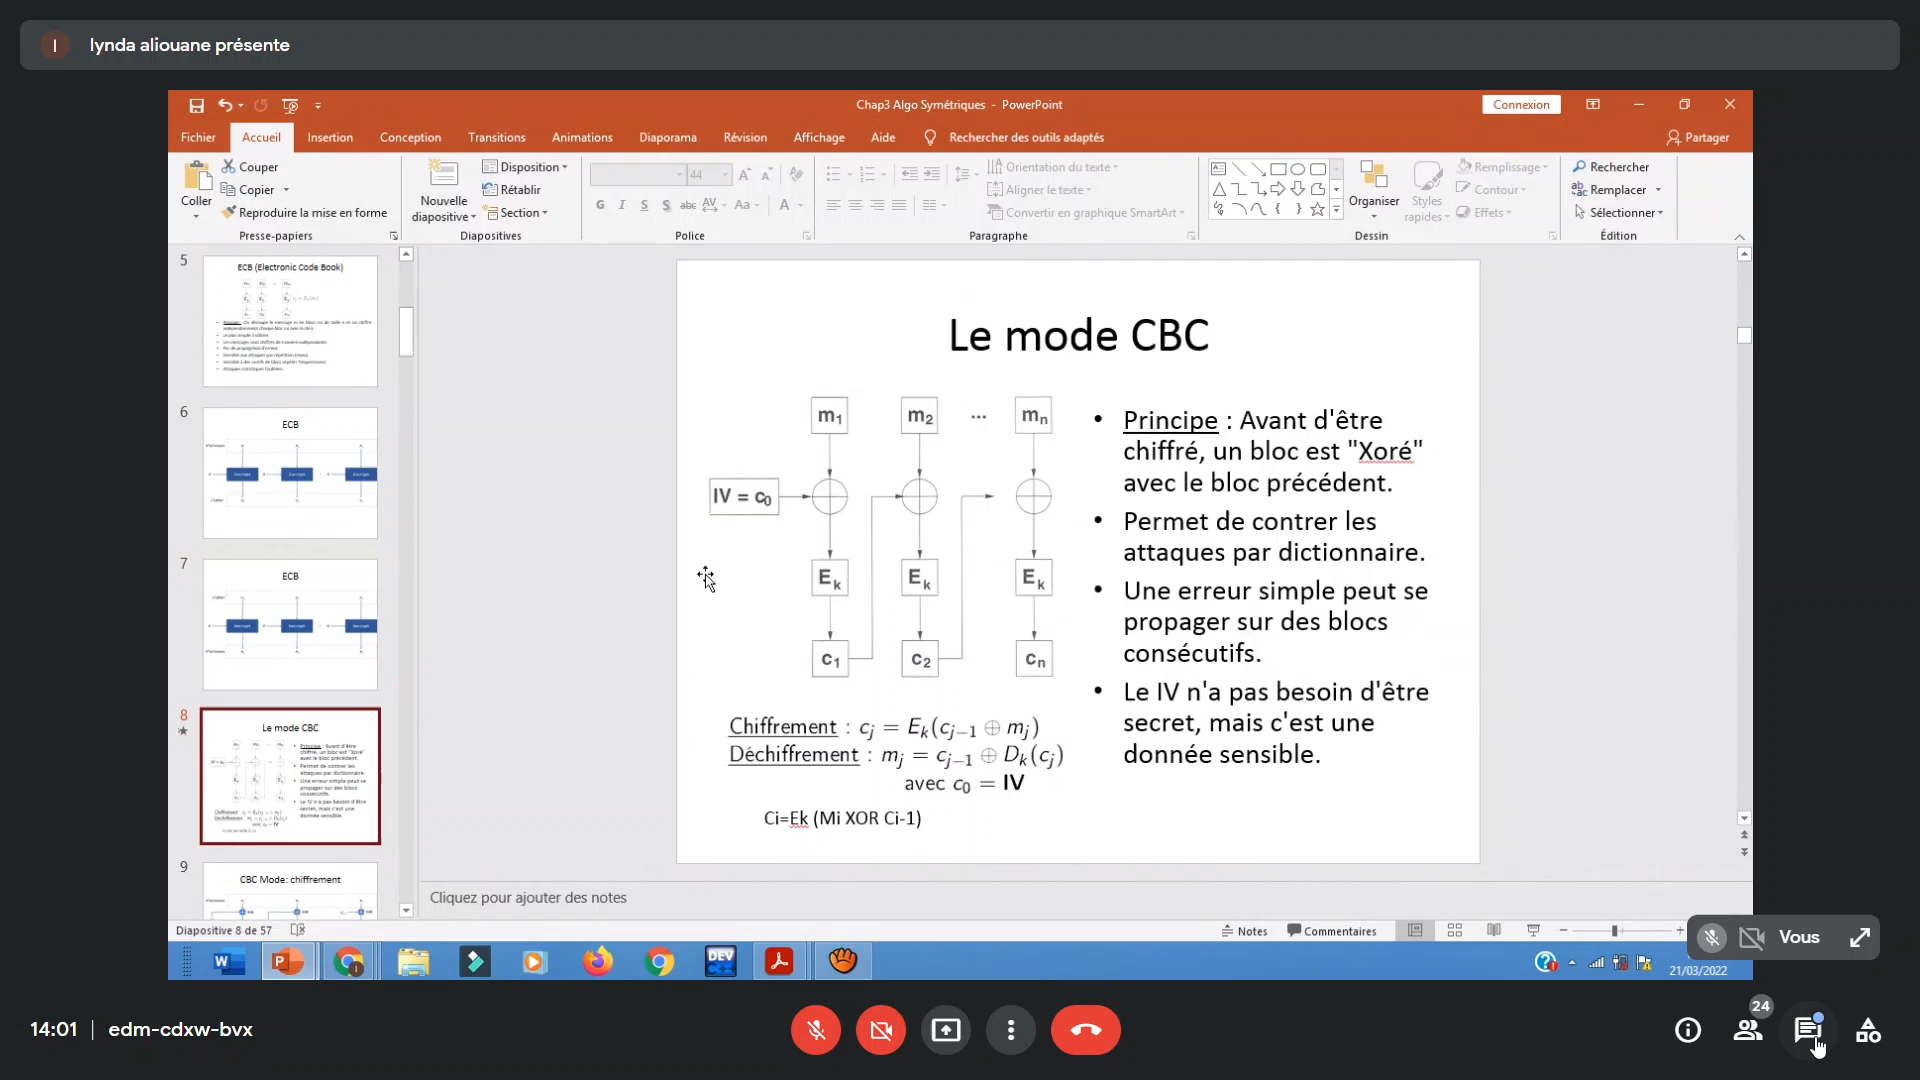 l
lynda aliouane présente
Chap3 Algo Symétriques - PowerPoint
Connexion
Fichier
Accueil
Insertion
Conception
Transitions
Animations
Diaporama
Révision
Affichage
Aide
Rechercher des outils adaptés
Partager
Coller
Couper
Copier
Reproduire la mise en forme
Presse-papiers
Nouvelle
diapositive
Disposition
Rétablir
Section
Diapositives
44
G I S S abc AV Aa A
Police
Orientation du texte
Aligner le texte
Convertir en graphique SmartArt
Paragraphe
Organiser
Styles
rapides
Remplissage
Contour
Effets
Dessin
Rechercher
Remplacer
Sélectionner
Édition
5
ECB (Electronic Code Book)
6
ECB
7
ECB
8
Le mode CBC
9
CBC Mode: chiffrement
Le mode CBC
m1 m2 ... mn
IV = c0
Ek Ek Ek
c1 c2 cn
Chiffrement : cj = Ek(cj−1 ⊕ mj)
Déchiffrement : mj = cj−1 ⊕ Dk(cj)
avec c0 = IV
Ci=Ek (Mi XOR Ci-1)
• Principe : Avant d'être
chiffré, un bloc est "Xoré"
avec le bloc précédent.
• Permet de contrer les
attaques par dictionnaire.
• Une erreur simple peut se
propager sur des blocs
consécutifs.
• Le IV n'a pas besoin d'être
secret, mais c'est une
donnée sensible.
Cliquez pour ajouter des notes
Diapositive 8 de 57
Notes
Commentaires
Vous
DEV
C++
21/03/2022
14:01 | edm-cdxw-bvx
24